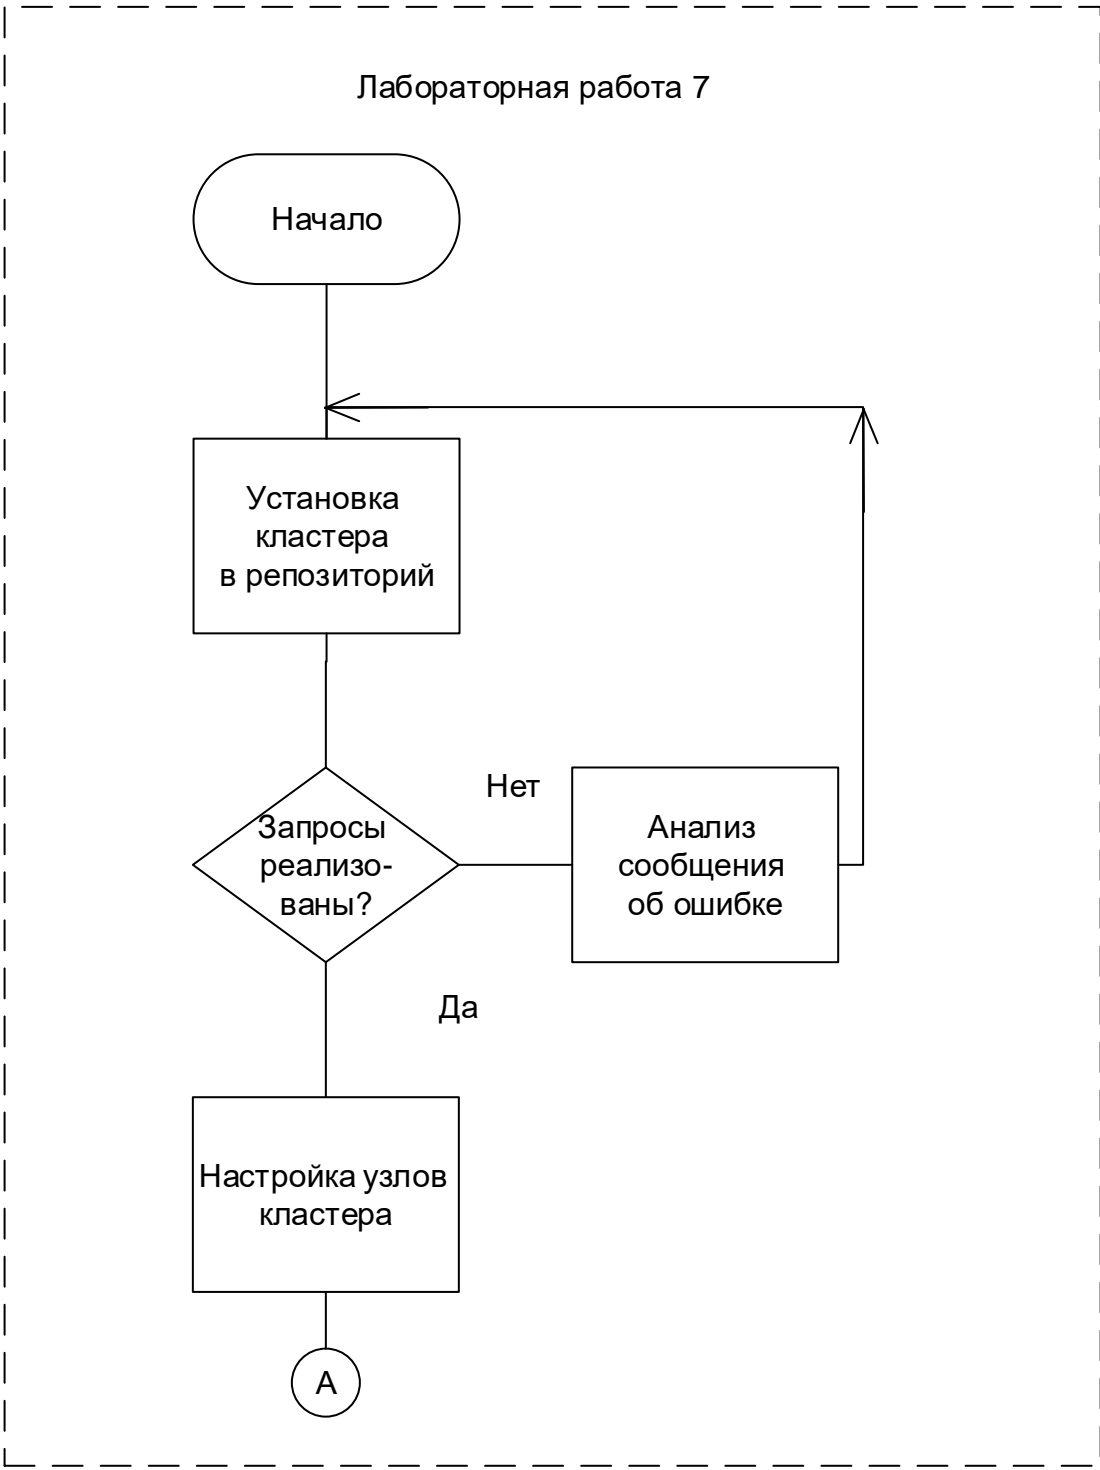 Лабораторная работа 7
Начало
Установка
кластера
в репозиторий
Запросы
реализо-
ваны?
Нет
Анализ
сообщения
об ошибке
Да
Настройка узлов
кластера
А